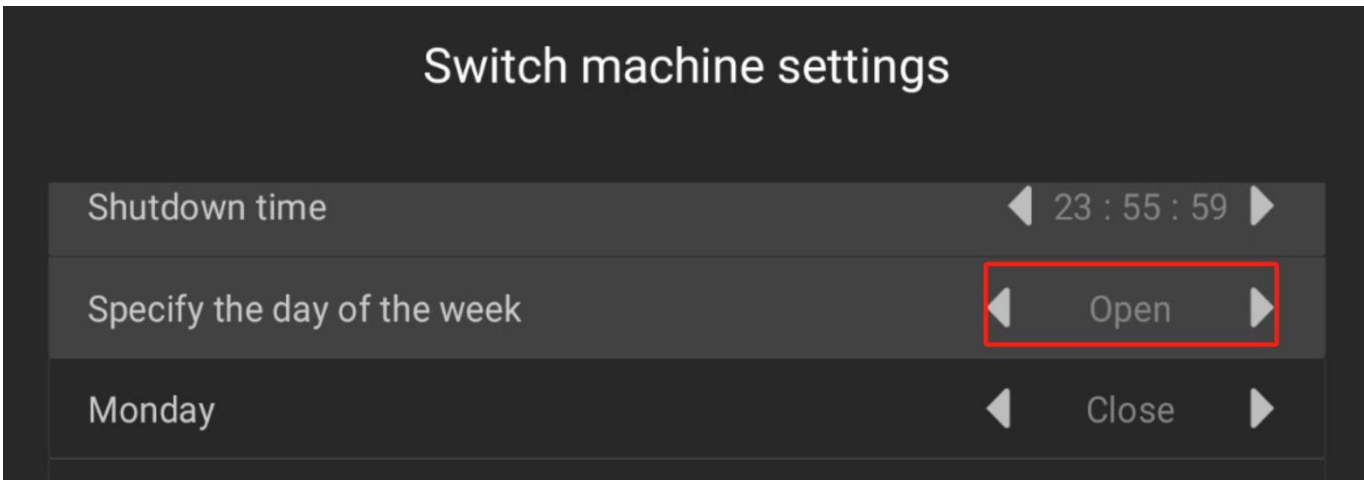 Switch machine settings
Shutdown time 23 : 55 : 59
Specify the day of the week Open
Monday Close